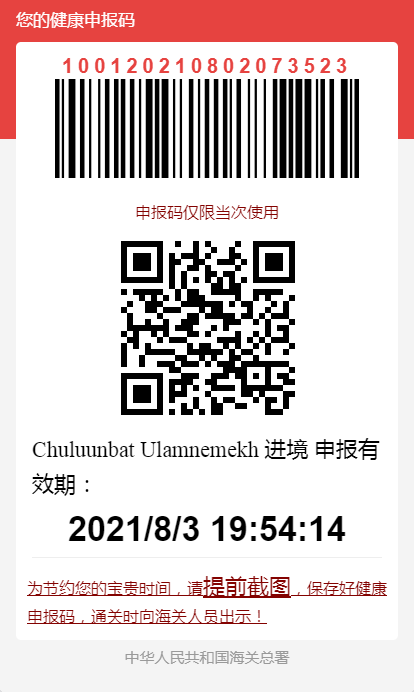 您的健康申报码
100120210802073523
申报码仅限当次使用
Chuluunbat Ulamnemekh 进境 申报有
效期：
2021/8/3 19:54:14
为节约您的宝贵时间，请提前截图，保存好健康
申报码，通关时向海关人员出示！
中华人民共和国海关总署